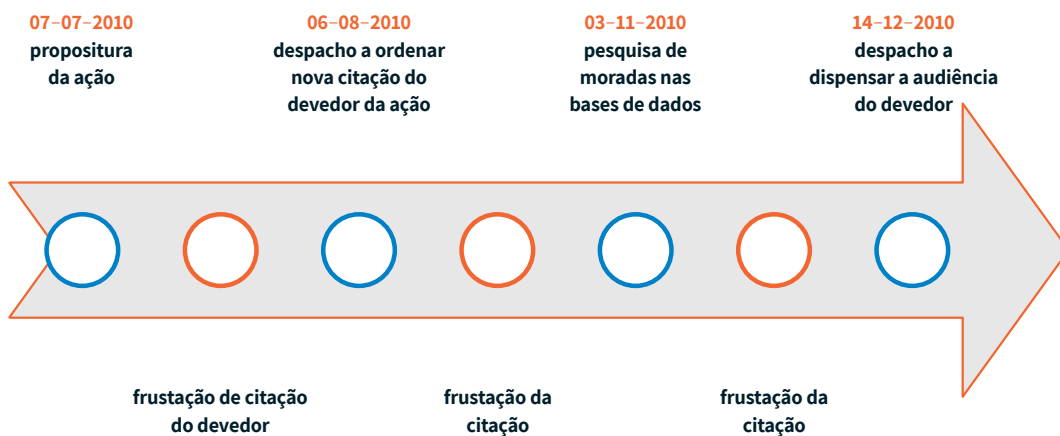 07-07-2010
propositura
da ação
06-08-2010
despacho a ordenar
nova citação do
devedor da ação
03-11-2010
pesquisa de
moradas nas
bases de dados
14-12-2010
despacho a
dispensar a audiência
do devedor
frustação de citação
do devedor
frustação da
citação
frustação da
citação